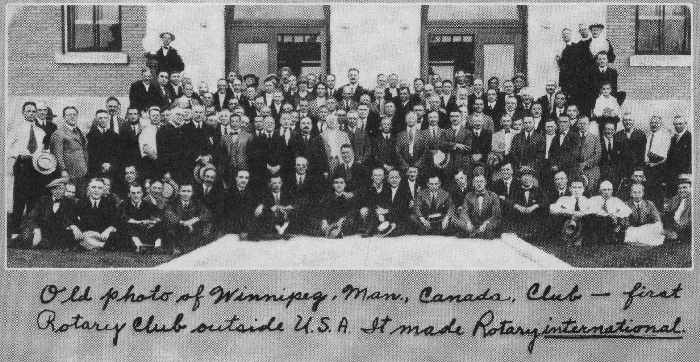 Old photo of Winnipeg, Man., Canada, Club — first
Rotary Club outside U.S.A. It made Rotary international.